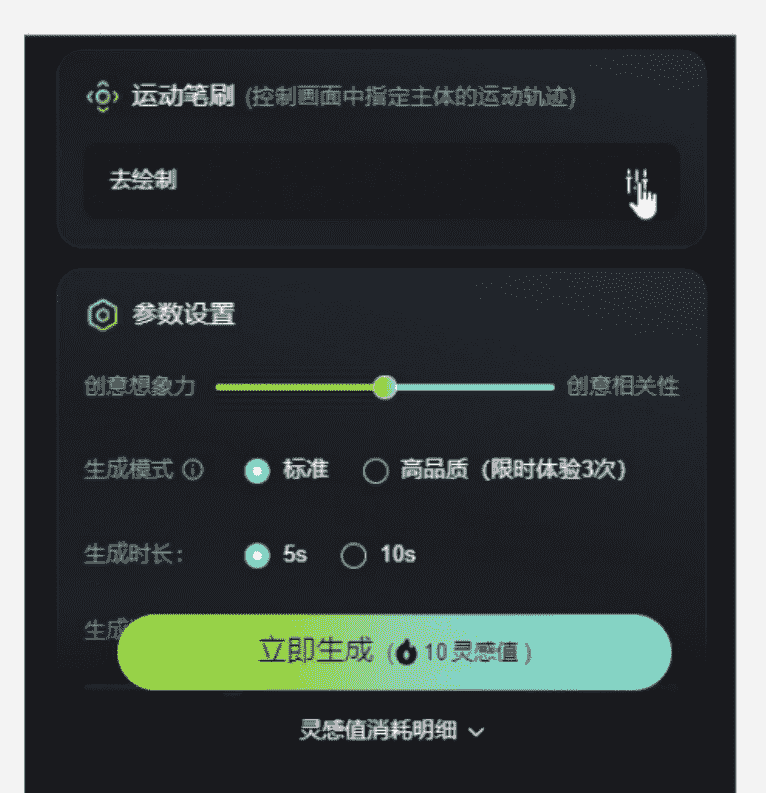 运动笔刷 (控制画面中指定主体的运动轨迹)
去绘制
参数设置
创意想象力 创意相关性
生成模式 标准 高品质（限时体验3次）
生成时长： 5s 10s
生成
立即生成 ( 10 灵感值 )
灵感值消耗明细